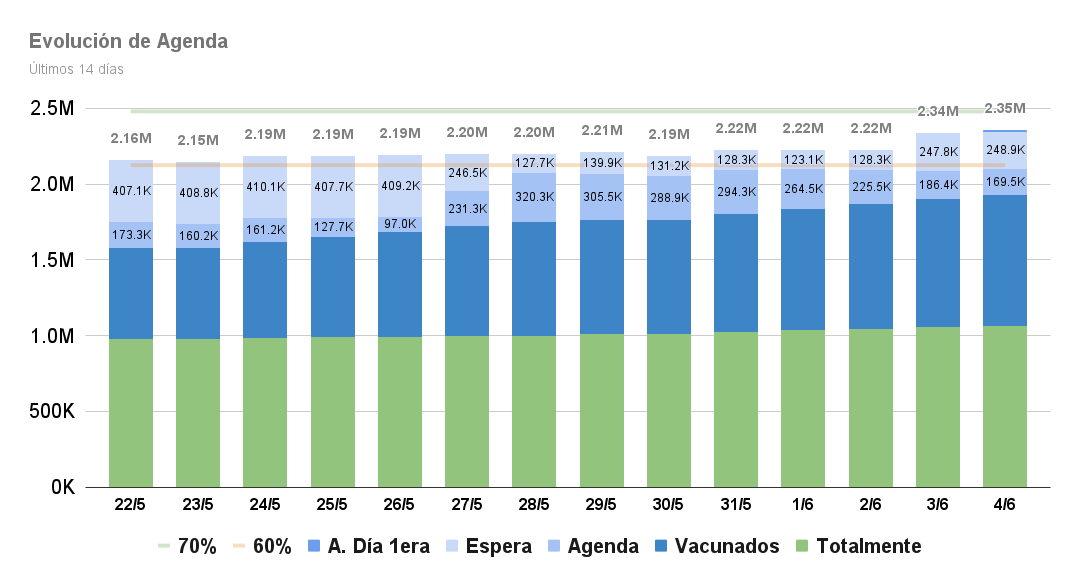 Evolución de Agenda
Últimos 14 días
2.5M
2.0M
1.5M
1.0M
500K
0K
2.16M 2.15M 2.19M 2.19M 2.19M 2.20M 2.20M 2.21M 2.19M 2.22M 2.22M 2.22M 2.34M 2.35M
407.1K 408.8K 410.1K 407.7K 409.2K 246.5K 127.7K 139.9K 131.2K 128.3K 123.1K 128.3K 247.8K 248.9K
173.3K 160.2K 161.2K 127.7K 97.0K 231.3K 320.3K 305.5K 288.9K 294.3K 264.5K 225.5K 186.4K 169.5K
22/5 23/5 24/5 25/5 26/5 27/5 28/5 29/5 30/5 31/5 1/6 2/6 3/6 4/6
70% 60% A. Día 1era Espera Agenda Vacunados Totalmente